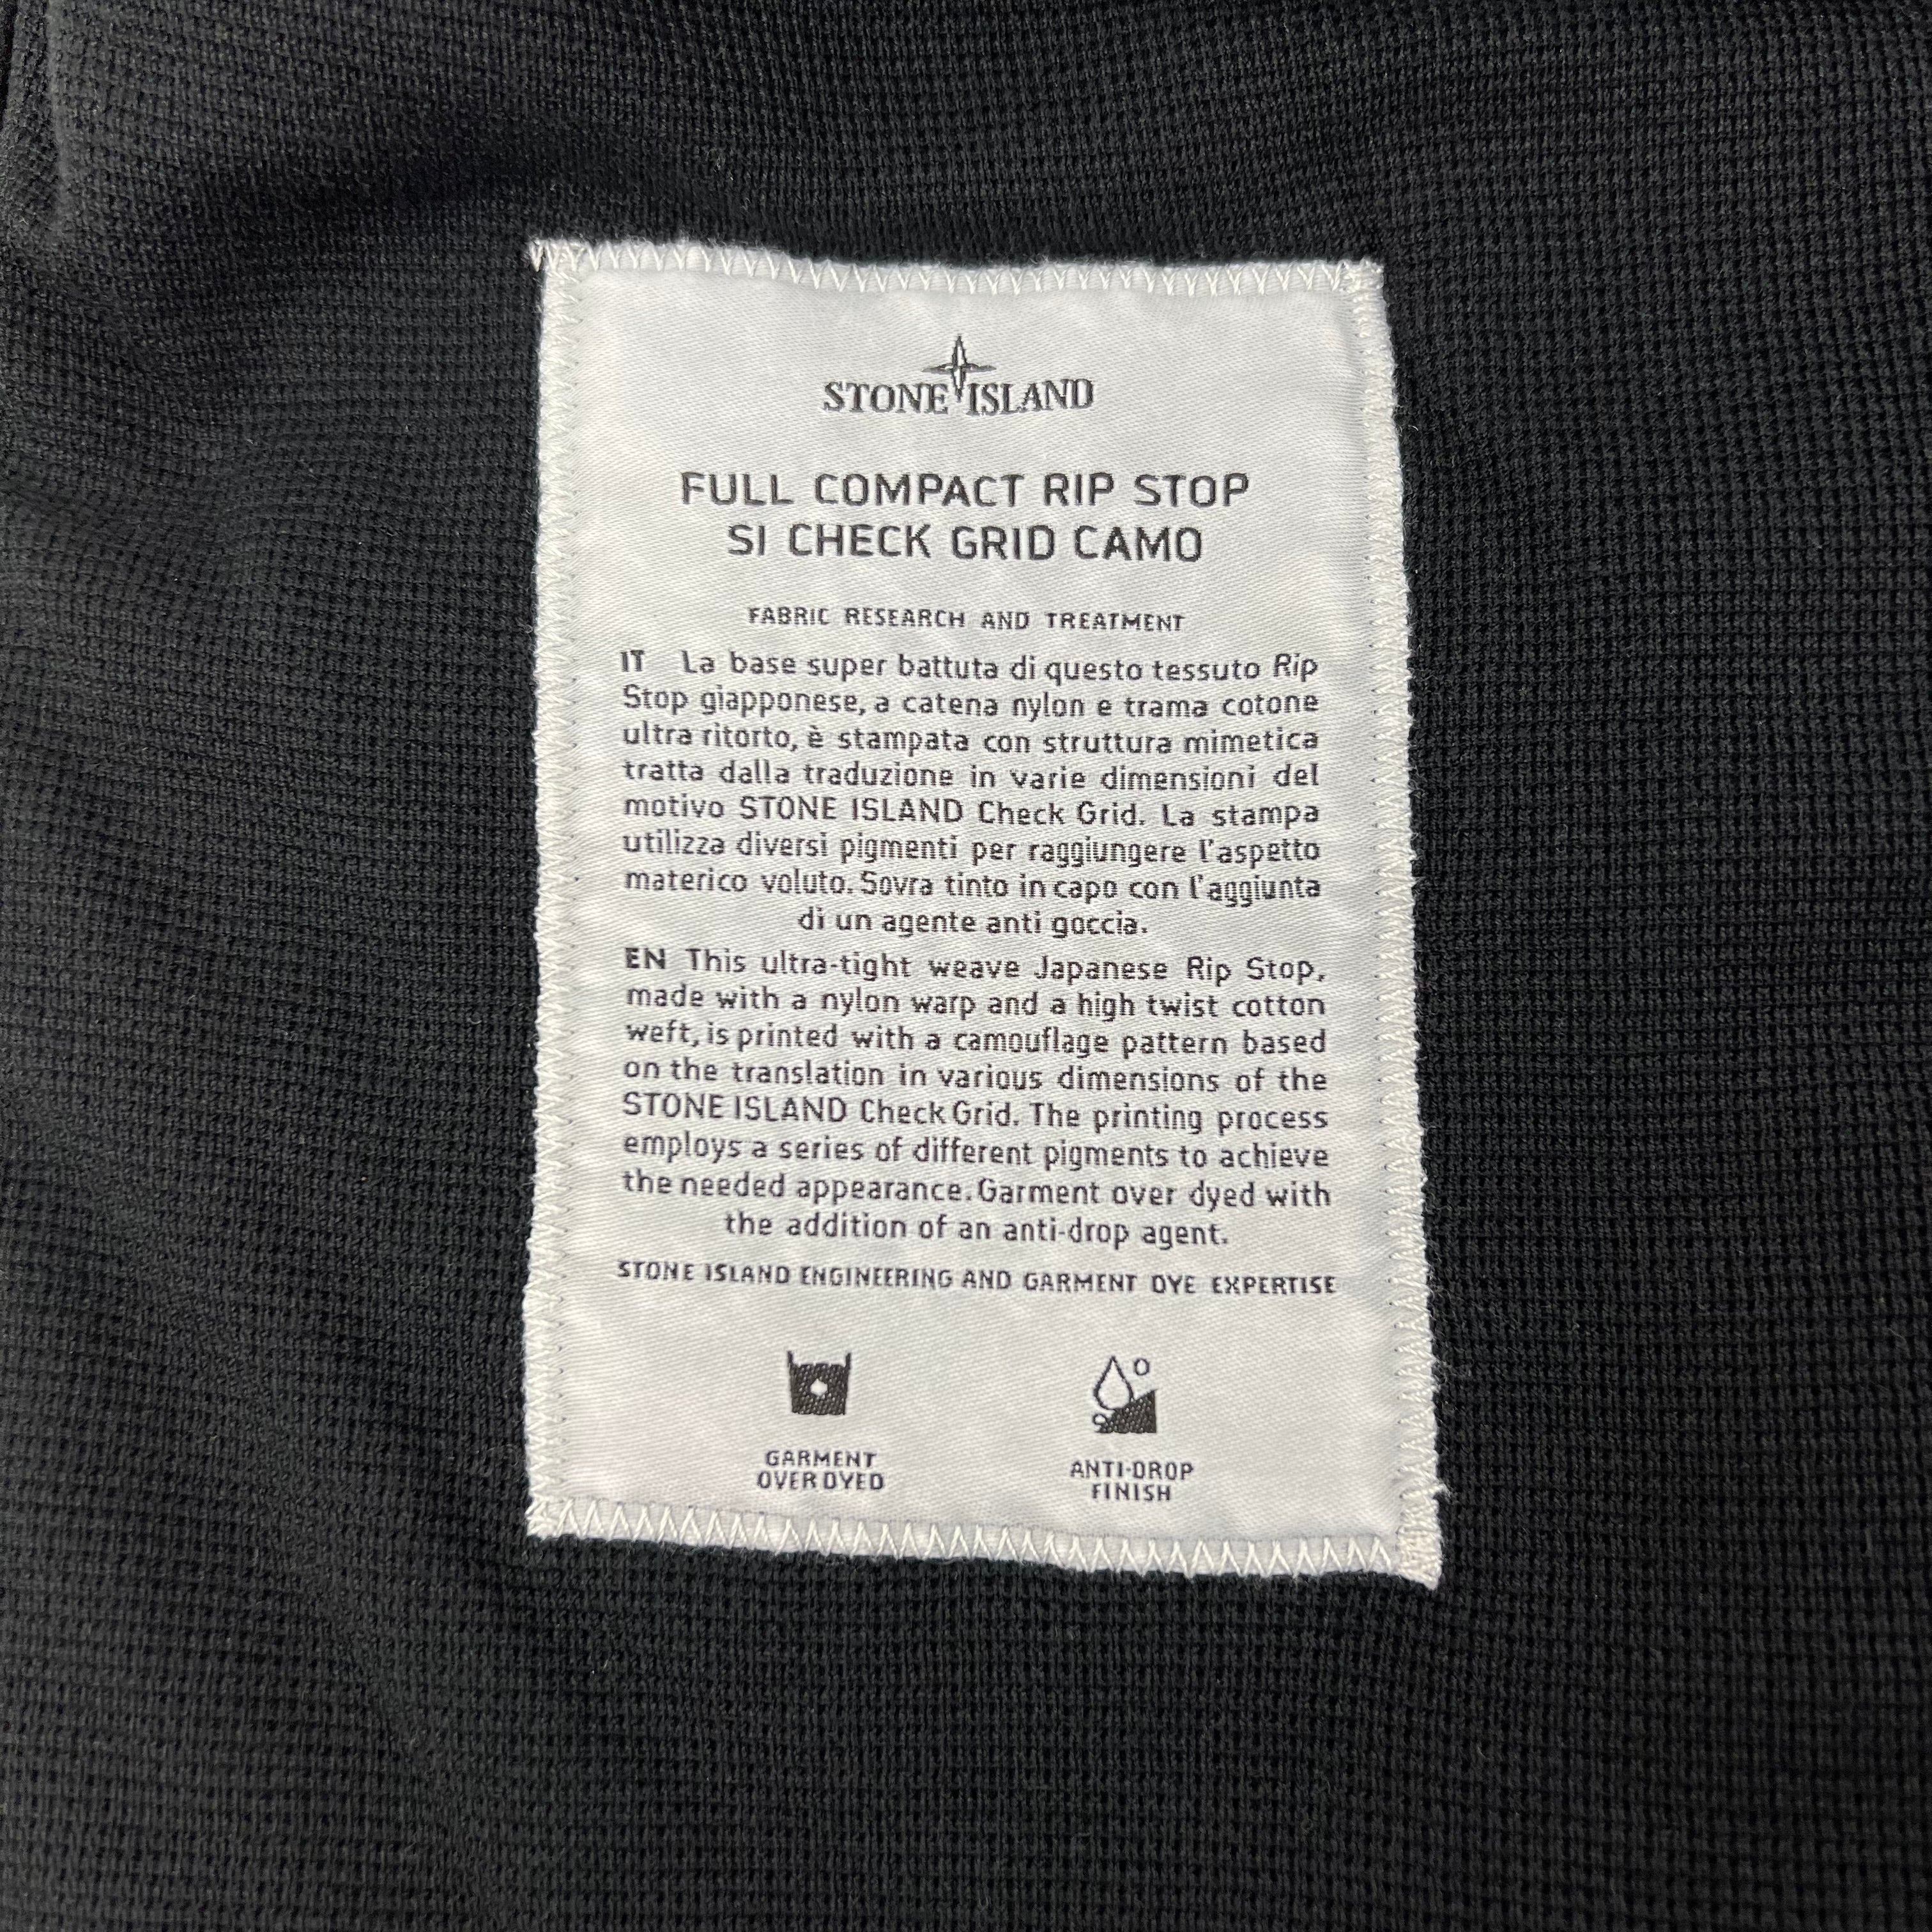 STONE ISLAND
FULL COMPACT RIP STOP
SI CHECK GRID CAMO
FABRIC RESEARCH AND TREATMENT
IT La base super battuta di questo tessuto Rip
Stop giapponese, a catena nylon e trama cotone
ultra ritorto, è stampata con struttura mimetica
tratta dalla traduzione in varie dimensioni del
motivo STONE ISLAND Check Grid. La stampa
utilizza diversi pigmenti per raggiungere l'aspetto
materico voluto. Sovra tinto in capo con l'aggiunta
di un agente anti goccia.
EN This ultra-tight weave Japanese Rip Stop,
made with a nylon warp and a high twist cotton
weft, is printed with a camouflage pattern based
on the translation in various dimensions of the
STONE ISLAND Check Grid. The printing process
employs a series of different pigments to achieve
the needed appearance. Garment over dyed with
the addition of an anti-drop agent.
STONE ISLAND ENGINEERING AND GARMENT DYE EXPERTISE
GARMENT
OVER DYED
ANTI-DROP
FINISH